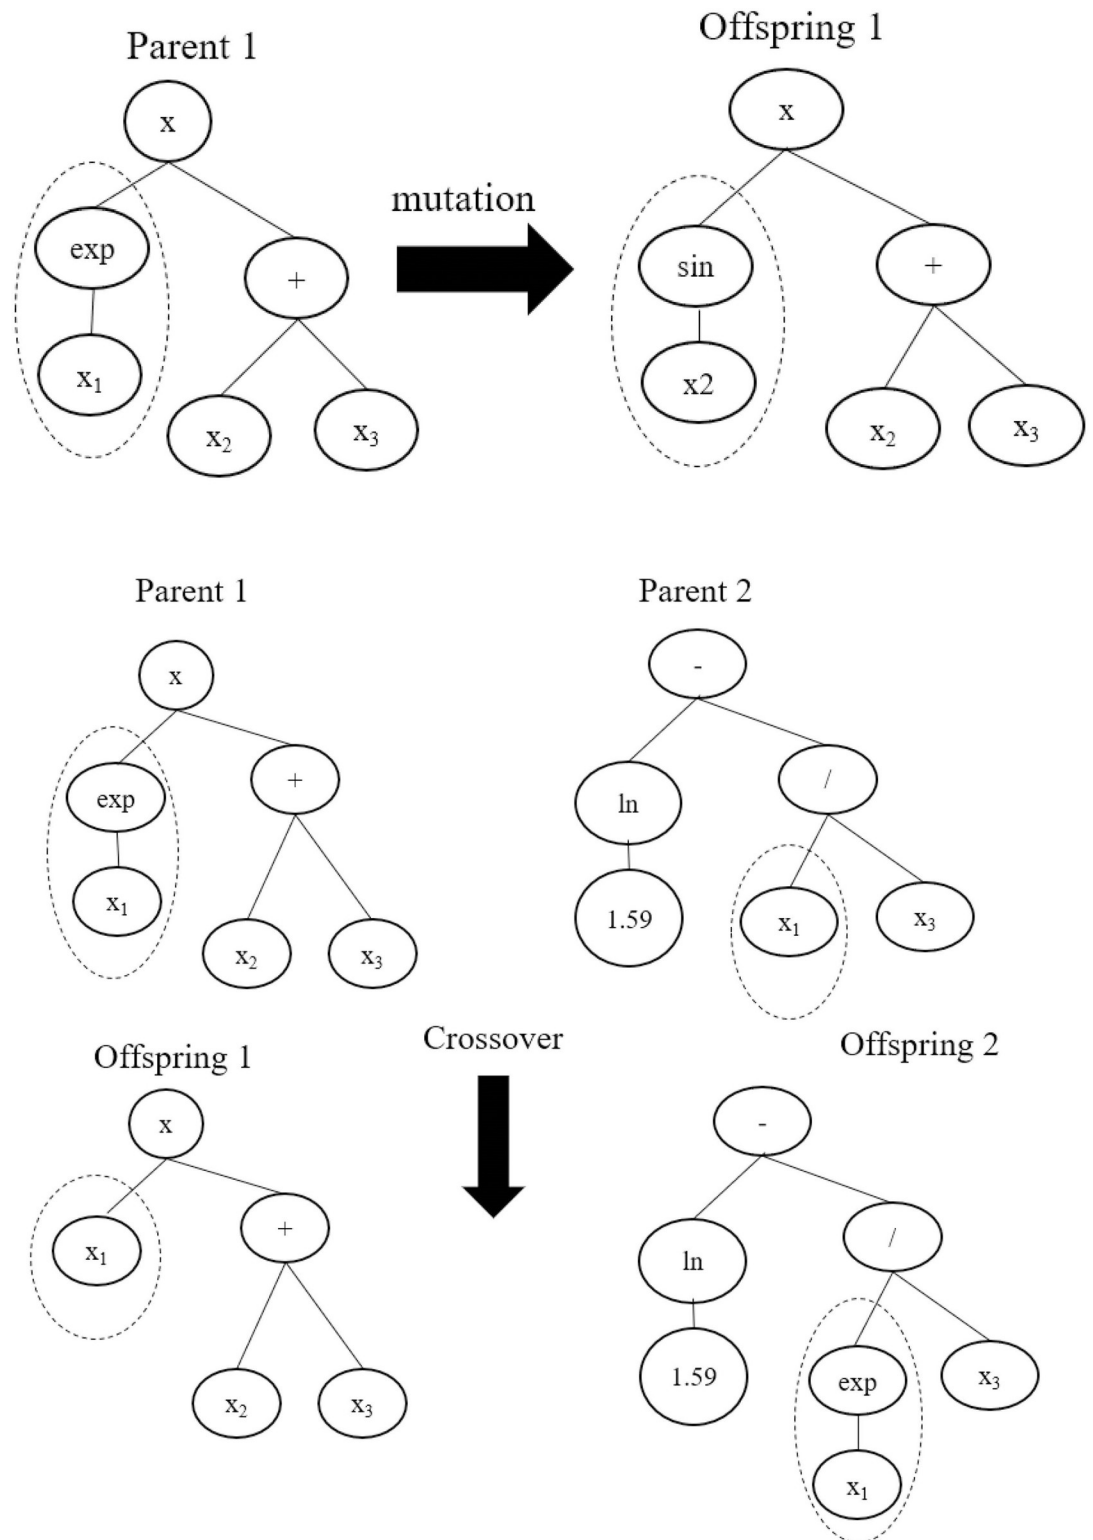 Parent 1
Offspring 1
x
x
mutation
exp
+
sin
+
x₁
x₂
x₃
x2
x₂
x₃
Parent 1
Parent 2
x
-
exp
+
ln
/
x₁
x₂
x₃
1.59
x₁
x₃
Crossover
Offspring 1
Offspring 2
x
-
x₁
+
ln
/
x₂
x₃
1.59
exp
x₃
x₁